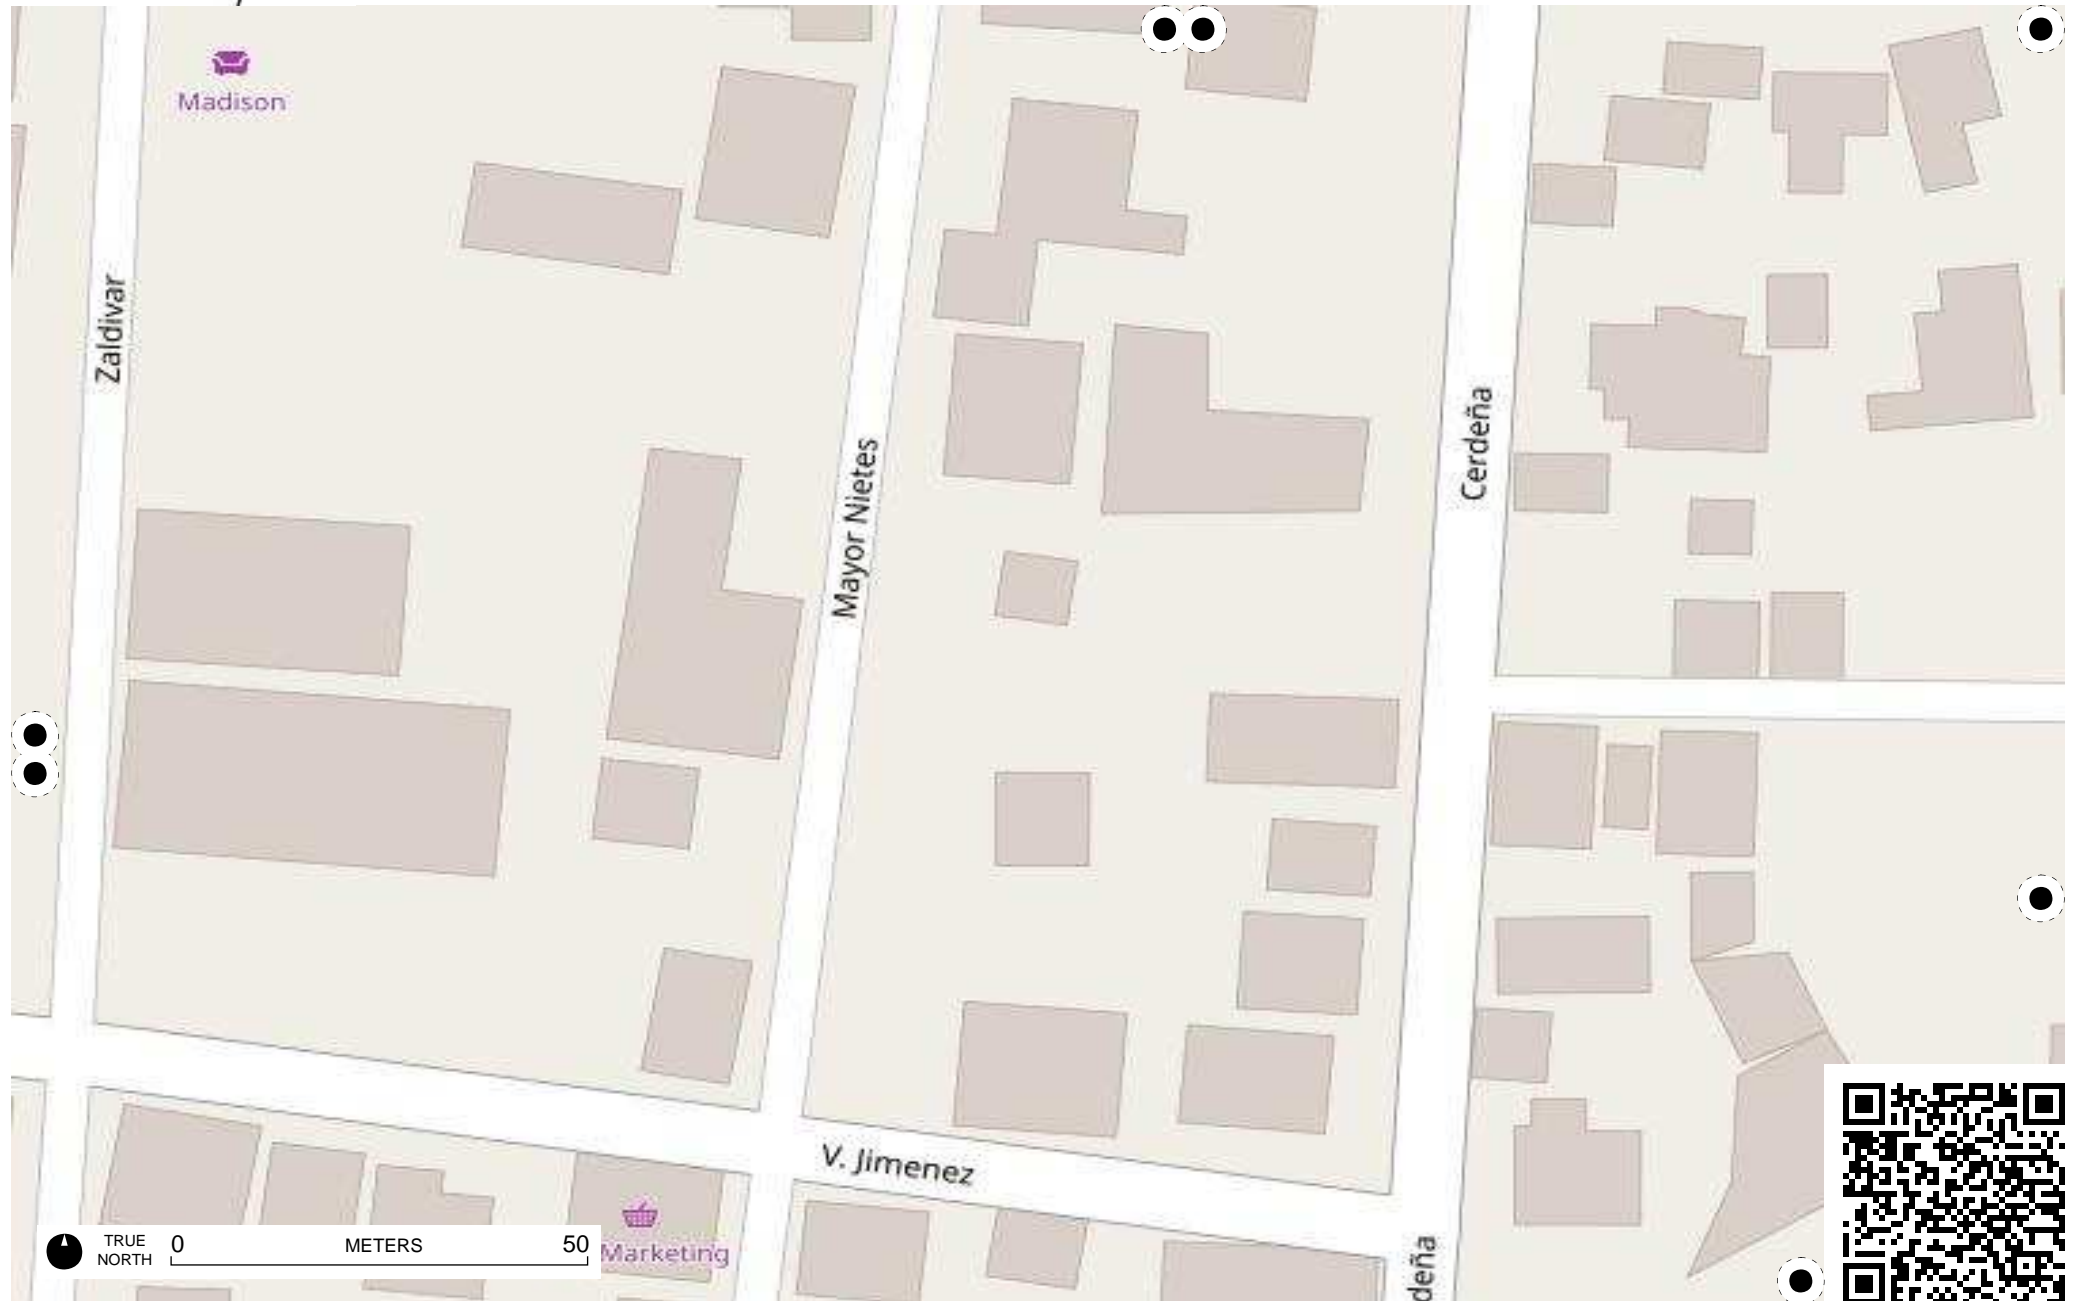 Madison
Zaldivar
Cerdeña
Mayor Nietes
V. Jimenez
Marketing
TRUE
NORTH
0 METERS 50
deña